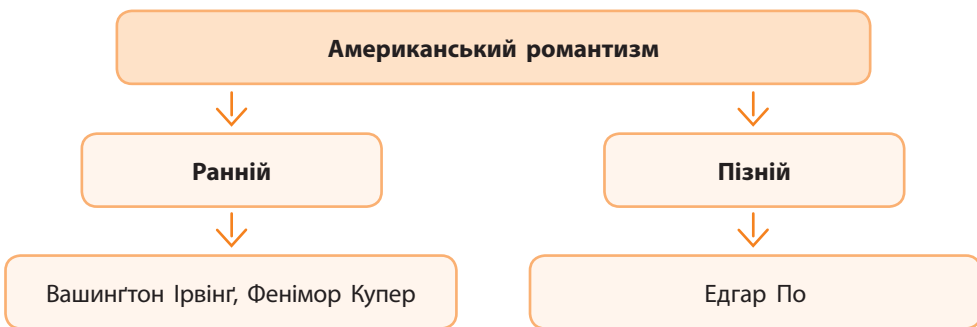 Американський романтизм
Ранній
Пізній
Вашинґтон Ірвінґ, Фенімор Купер
Едгар По